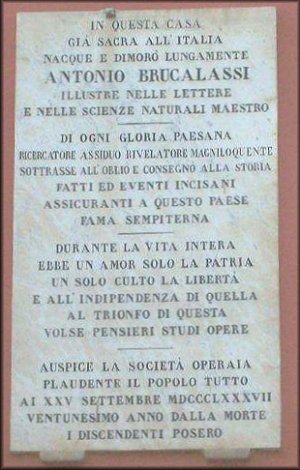 IN QUESTA CASA
GIÁ SACRA ALL'ITALIA
NACQUE E DIMORÒ LUNGAMENTE
ANTONIO BRUCALASSI
ILLUSTRE NELLE LETTERE
E NELLE SCIENZE NATURALI MAESTRO
DI OGNI GLORIA PAESANA
RICERCATORE ASSIDUO RIVELATORE MAGNILOQUENTE
SOTTRASSE ALL'OBLIO E CONSEGNO ALLA STORIA
FATTI ED EVENTI INCISANI
ASSICURANTI A QUESTO PAESE
FAMA SEMPITERNA
DURANTE LA VITA INTERA
EBBE UN AMOR SOLO LA PATRIA
UN SOLO CULTO LA LIBERTÀ
E ALL'INDIPENDENZA DI QUELLA
AL TRIONFO DI QUESTA
VOLSE PENSIERI STUDI OPERE
AUSPICE LA SOCIETÀ OPERAIA
PLAUDENTE IL POPOLO TUTTO
AI XXV SETTEMBRE MDCCCLXXXVII
VENTUNESIMO ANNO DALLA MORTE
I DISCENDENTI POSERO